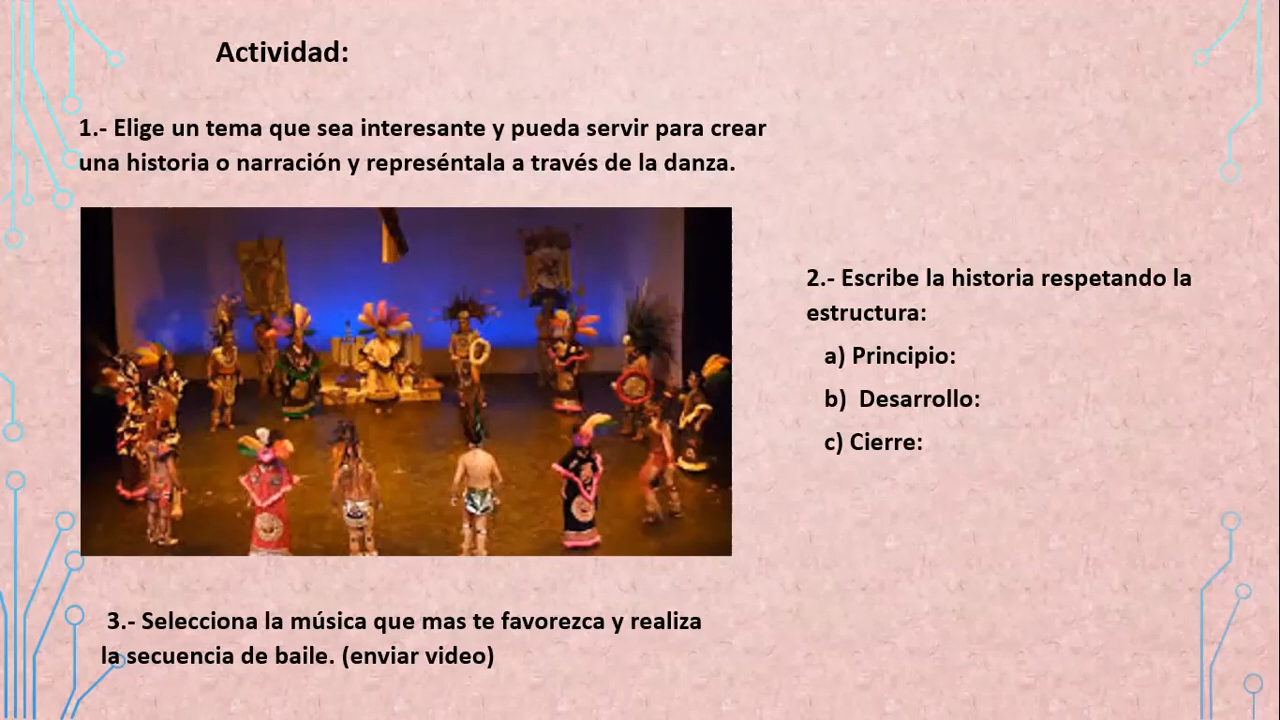 Actividad:
1.- Elige un tema que sea interesante y pueda servir para crear
una historia o narración y represéntala a través de la danza.
2.- Escribe la historia respetando la
estructura:
a) Principio:
b) Desarrollo:
c) Cierre:
3.- Selecciona la música que mas te favorezca y realiza
la secuencia de baile. (enviar video)